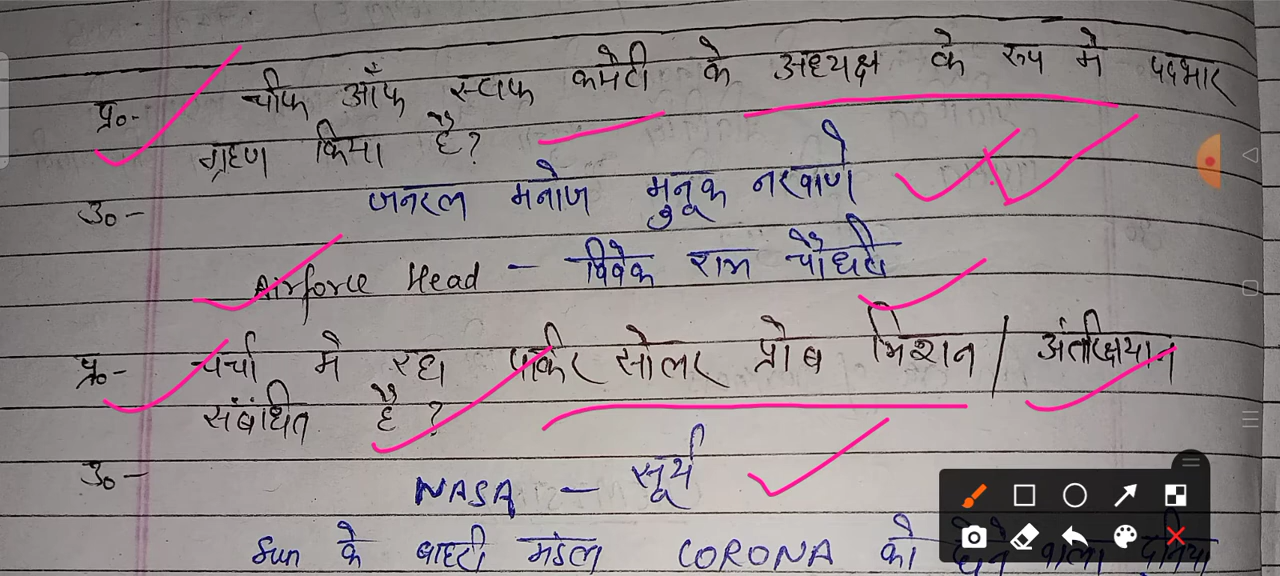 प्र०- चीफ ऑफ स्टाफ कमेटी के अध्यक्ष के रूप मे पदभार
ग्रहण किया है?
उ०- जनरल मनोज मुनूक नरवाणे
Airforce Head - विवेक राम चौधरी
प्र०- चर्चा मे रहा पार्कर सोलर प्रोब मिशन / अंतरिक्षयान
संबंधित है?
उ०- NASA - सूर्य
Sun के बाहरी मंडल CORONA को